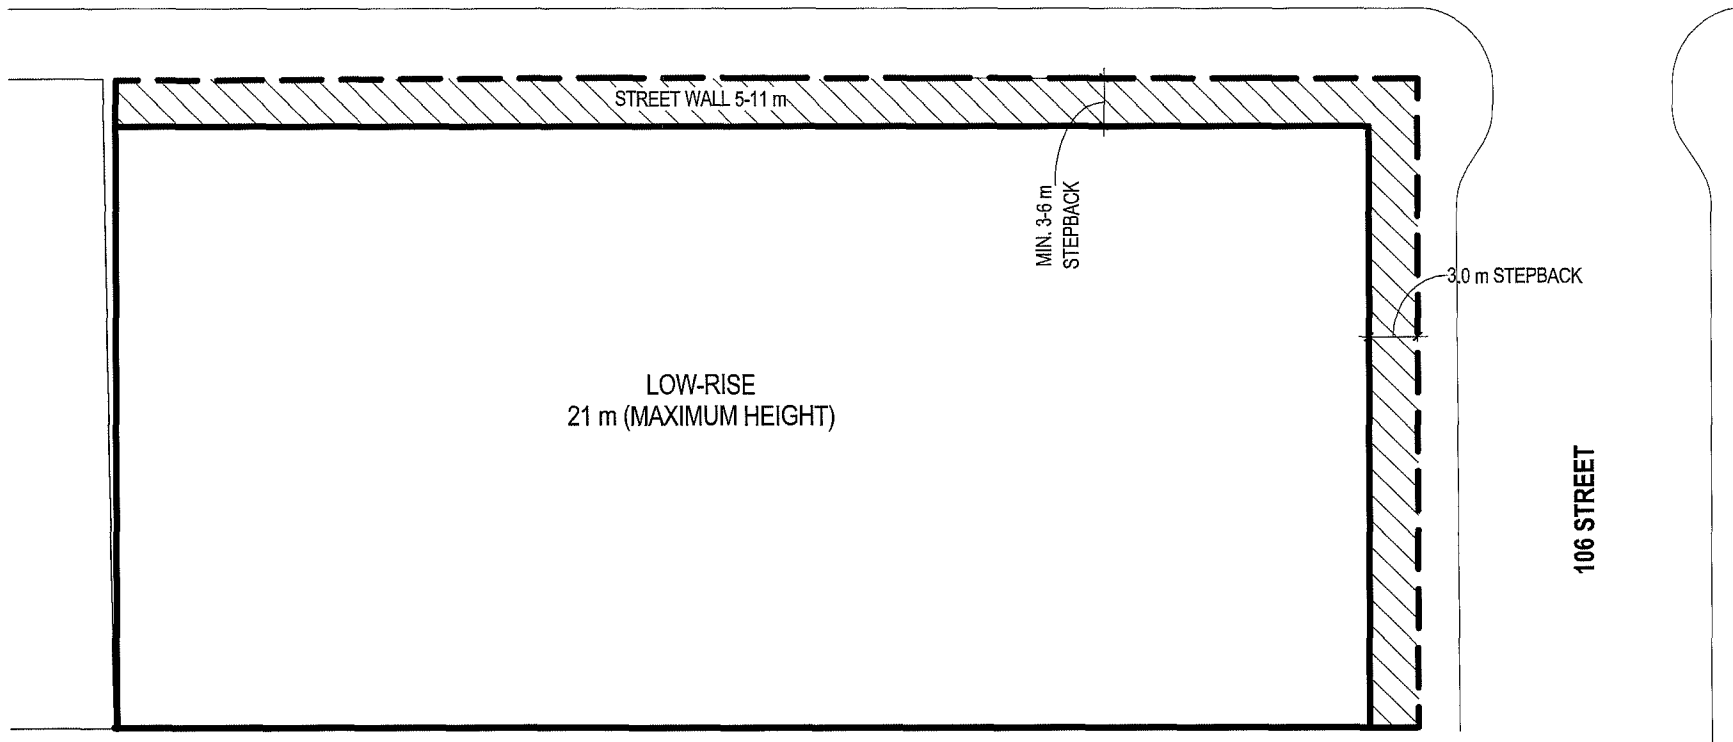 STREET WALL 5-11 m
MIN. 3-6 m
STEPBACK
3.0 m STEPBACK
LOW-RISE
21 m (MAXIMUM HEIGHT)
106 STREET